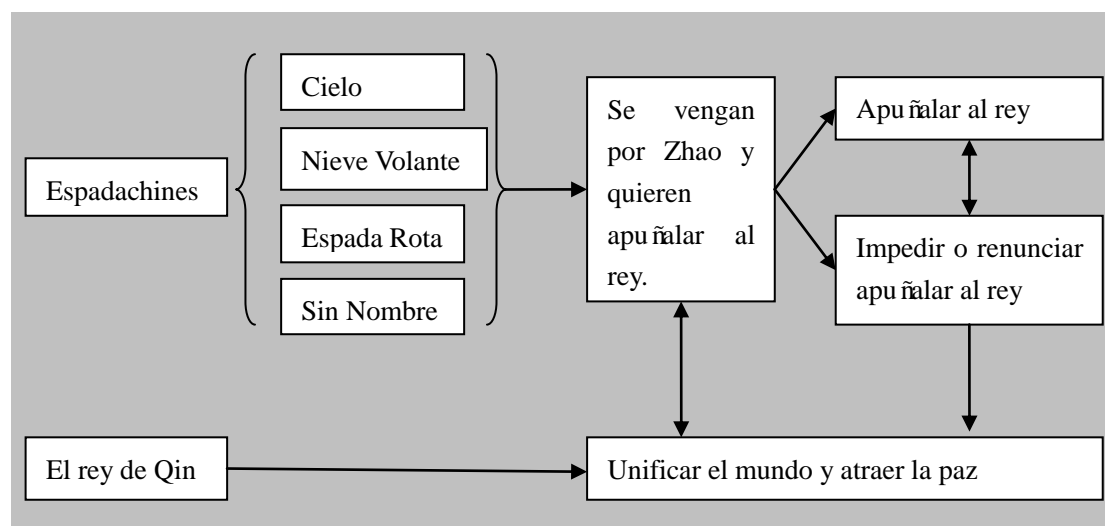 Espadachines
Cielo
Nieve Volante
Espada Rota
Sin Nombre
Se vengan
por Zhao y
quieren
apuñalar al
rey.
Apuñalar al rey
Impedir o renunciar
apuñalar al rey
El rey de Qin
Unificar el mundo y atraer la paz